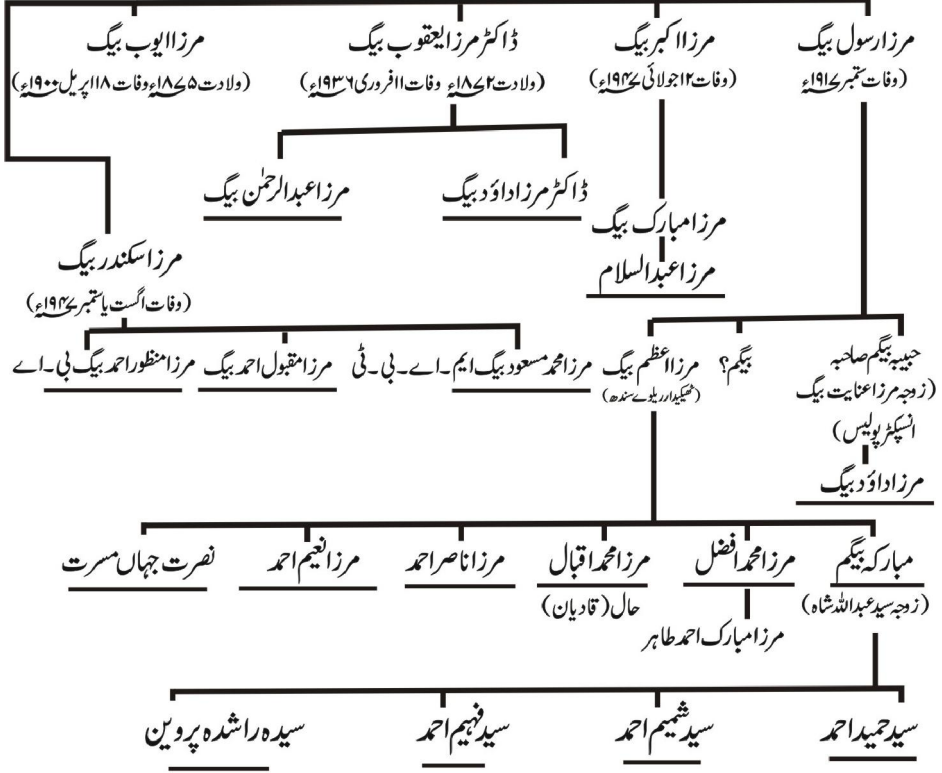 مرزا رسول بیگ
مرزا اکبر بیگ
ڈاکٹر مرزا یعقوب بیگ
مرزا ایوب بیگ
(وفات ستمبر ۱۹۱۷ء)
(وفات ۱۲ جولائی ۱۹۴۷ء)
(ولادت ۱۸۷۲ء وفات ۱۱ فروری ۱۹۳۶ء)
(ولادت ۱۸۷۵ء وفات ۱۸ اپریل ۱۹۰۰ء)
ڈاکٹر مرزا داؤد بیگ
مرزا عبدالرحمٰن بیگ
مرزا مبارک بیگ
مرزا عبدالسلام
مرزا سکندر بیگ
(وفات اگست یا ستمبر ۱۹۴۷ء)
حبیبہ بیگم صاحبہ
(زوجہ مرزا عنایت بیگ
انسپکٹر پولیس)
بیگم؟
مرزا اعظم بیگ
(ٹھیکیدار ریلوے سندھ)
مرزا محمد مسعود بیگ ایم۔اے۔بی۔ٹی
مرزا مقبول احمد بیگ
مرزا منظور احمد بیگ بی۔اے
مرزا داؤد بیگ
مبارکہ بیگم
(زوجہ سید عبداللہ شاہ)
مرزا محمد افضل
مرزا محمد اقبال
حال (قادیان)
مرزا ناصر احمد
مرزا نعیم احمد
نصرت جہاں مسرت
مرزا مبارک احمد طاہر
سید حمید احمد
سید شمیم احمد
سید فہیم احمد
سیدہ راشدہ پروین